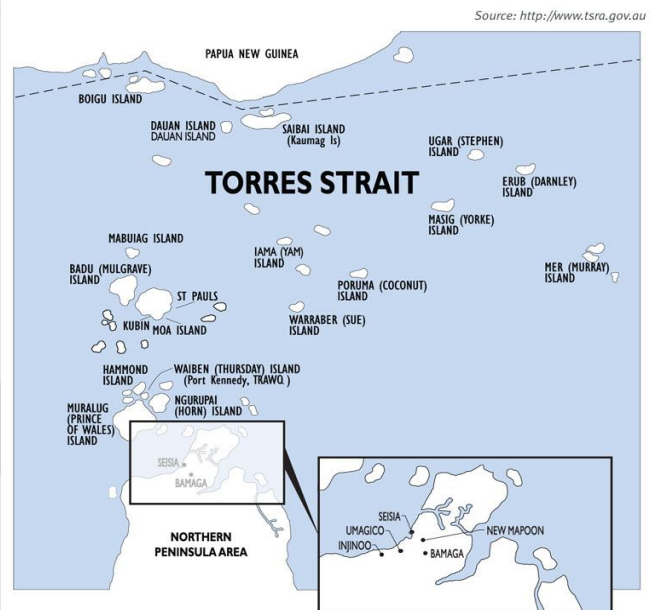 Source: http://www.tsra.gov.au
PAPUA NEW GUINEA
BOIGU ISLAND
DAUAN ISLAND
DAUAN ISLAND
SAIBAI ISLAND
(Kaumag Is)
UGAR (STEPHEN)
ISLAND
TORRES STRAIT
ERUB (DARNLEY)
ISLAND
MASIG (YORKE)
ISLAND
MABUIAG ISLAND
IAMA (YAM)
ISLAND
MER (MURRAY)
ISLAND
BADU (MULGRAVE)
ISLAND
PORUMA (COCONUT)
ISLAND
ST PAULS
KUBIN
MOA ISLAND
WARRABER (SUE)
ISLAND
HAMMOND
ISLAND
WAIBEN (THURSDAY) ISLAND
(Port Kennedy, TRAWQ )
NGURUPAI
(HORN) ISLAND
MURALUG
(PRINCE
OF WALES)
ISLAND
SEISIA
BAMAGA
NORTHERN
PENINSULA AREA
SEISIA
UMAGICO
INJINOO
NEW MAPOON
BAMAGA